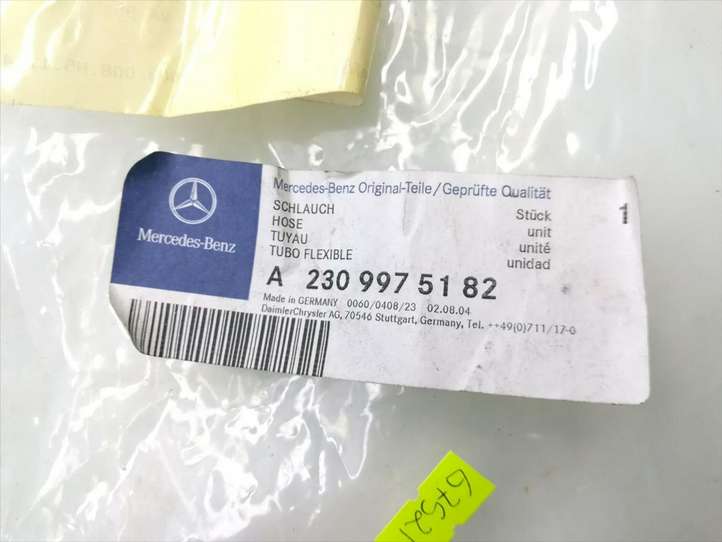 Mercedes-Benz
Mercedes-Benz Original-Teile/Geprüfte Qualität
SCHLAUCH Stück 1
HOSE unit
TUYAU unité
TUBO FLEXIBLE unidad
A 230 997 51 82
Made in GERMANY 0060/0408/23 02.08.04
DaimlerChrysler AG, 70546 Stuttgart, Germany, Tel. ++49(0)711/17-0